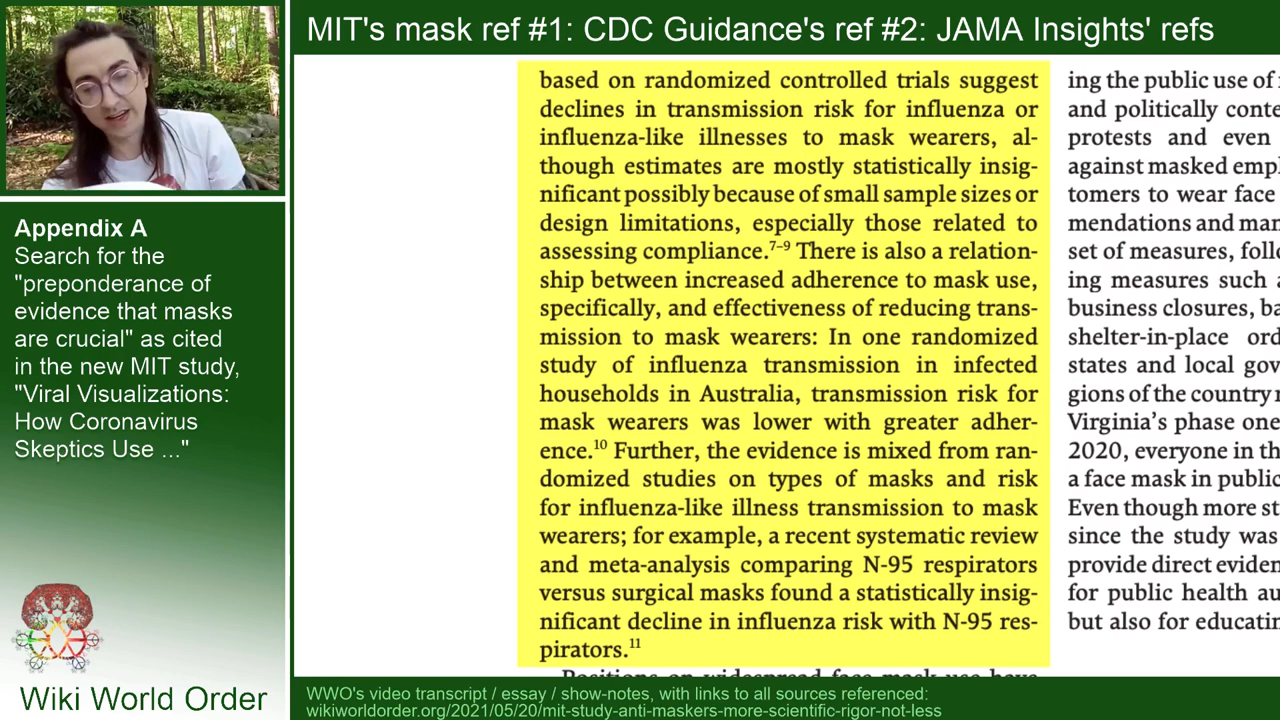 MIT's mask ref #1: CDC Guidance's ref #2: JAMA Insights' refs
Appendix A
Search for the
"preponderance of
evidence that masks
are crucial" as cited
in the new MIT study,
"Viral Visualizations:
How Coronavirus
Skeptics Use ..."
Wiki World Order
based on randomized controlled trials suggest
declines in transmission risk for influenza or
influenza-like illnesses to mask wearers, al-
though estimates are mostly statistically insig-
nificant possibly because of small sample sizes or
design limitations, especially those related to
assessing compliance.7–9 There is also a relation-
ship between increased adherence to mask use,
specifically, and effectiveness of reducing trans-
mission to mask wearers: In one randomized
study of influenza transmission in infected
households in Australia, transmission risk for
mask wearers was lower with greater adher-
ence.10 Further, the evidence is mixed from ran-
domized studies on types of masks and risk
for influenza-like illness transmission to mask
wearers; for example, a recent systematic review
and meta-analysis comparing N-95 respirators
versus surgical masks found a statistically insig-
nificant decline in influenza risk with N-95 res-
pirators.11
Positions on widespread face mask use have
ing the public use of
and politically conte
protests and even
against masked empl
tomers to wear face
mendations and man
set of measures, follo
ing measures such a
business closures, ba
shelter-in-place ord
states and local gov
gions of the country
Virginia's phase one
2020, everyone in th
a face mask in public
Even though more st
since the study was
provide direct eviden
for public health au
but also for educatin
WWO's video transcript / essay / show-notes, with links to all sources referenced:
wikiworldorder.org/2021/05/20/mit-study-anti-maskers-more-scientific-rigor-not-less